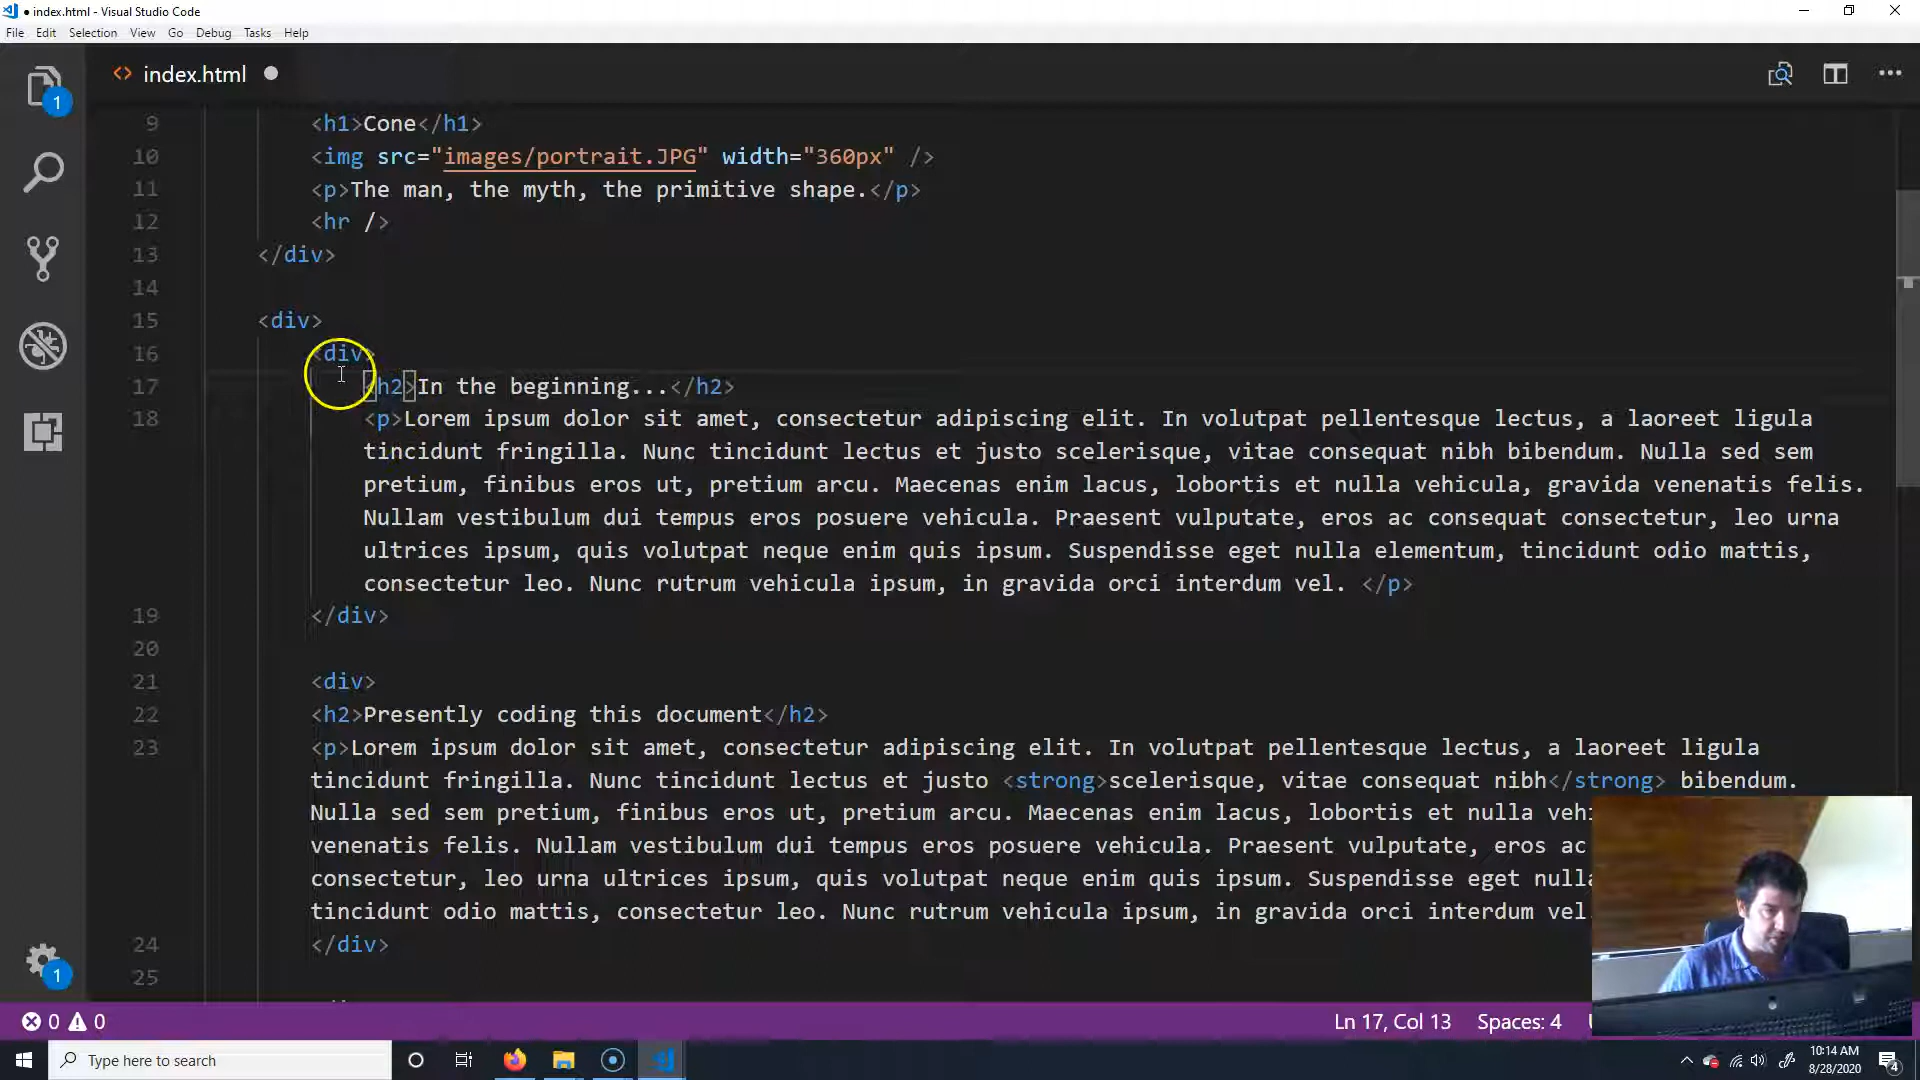 ● index.html - Visual Studio Code
File Edit Selection View Go Debug Tasks Help
1
<> index.html
9 <h1>Cone</h1>
10 <img src="images/portrait.JPG" width="360px" />
11 <p>The man, the myth, the primitive shape.</p>
12 <hr />
13 </div>
14
15 <div>
16 <div>
17 <h2>In the beginning...</h2>
18 <p>Lorem ipsum dolor sit amet, consectetur adipiscing elit. In volutpat pellentesque lectus, a laoreet ligula
tincidunt fringilla. Nunc tincidunt lectus et justo scelerisque, vitae consequat nibh bibendum. Nulla sed sem
pretium, finibus eros ut, pretium arcu. Maecenas enim lacus, lobortis et nulla vehicula, gravida venenatis felis.
Nullam vestibulum dui tempus eros posuere vehicula. Praesent vulputate, eros ac consequat consectetur, leo urna
ultrices ipsum, quis volutpat neque enim quis ipsum. Suspendisse eget nulla elementum, tincidunt odio mattis,
consectetur leo. Nunc rutrum vehicula ipsum, in gravida orci interdum vel. </p>
19 </div>
20
21 <div>
22 <h2>Presently coding this document</h2>
23 <p>Lorem ipsum dolor sit amet, consectetur adipiscing elit. In volutpat pellentesque lectus, a laoreet ligula
tincidunt fringilla. Nunc tincidunt lectus et justo <strong>scelerisque, vitae consequat nibh</strong> bibendum.
Nulla sed sem pretium, finibus eros ut, pretium arcu. Maecenas enim lacus, lobortis et nulla vehi
venenatis felis. Nullam vestibulum dui tempus eros posuere vehicula. Praesent vulputate, eros ac
consectetur, leo urna ultrices ipsum, quis volutpat neque enim quis ipsum. Suspendisse eget nulla
tincidunt odio mattis, consectetur leo. Nunc rutrum vehicula ipsum, in gravida orci interdum vel.
24 </div>
25
1
0 0 Ln 17, Col 13 Spaces: 4
Type here to search
10:14 AM
8/28/2020
4